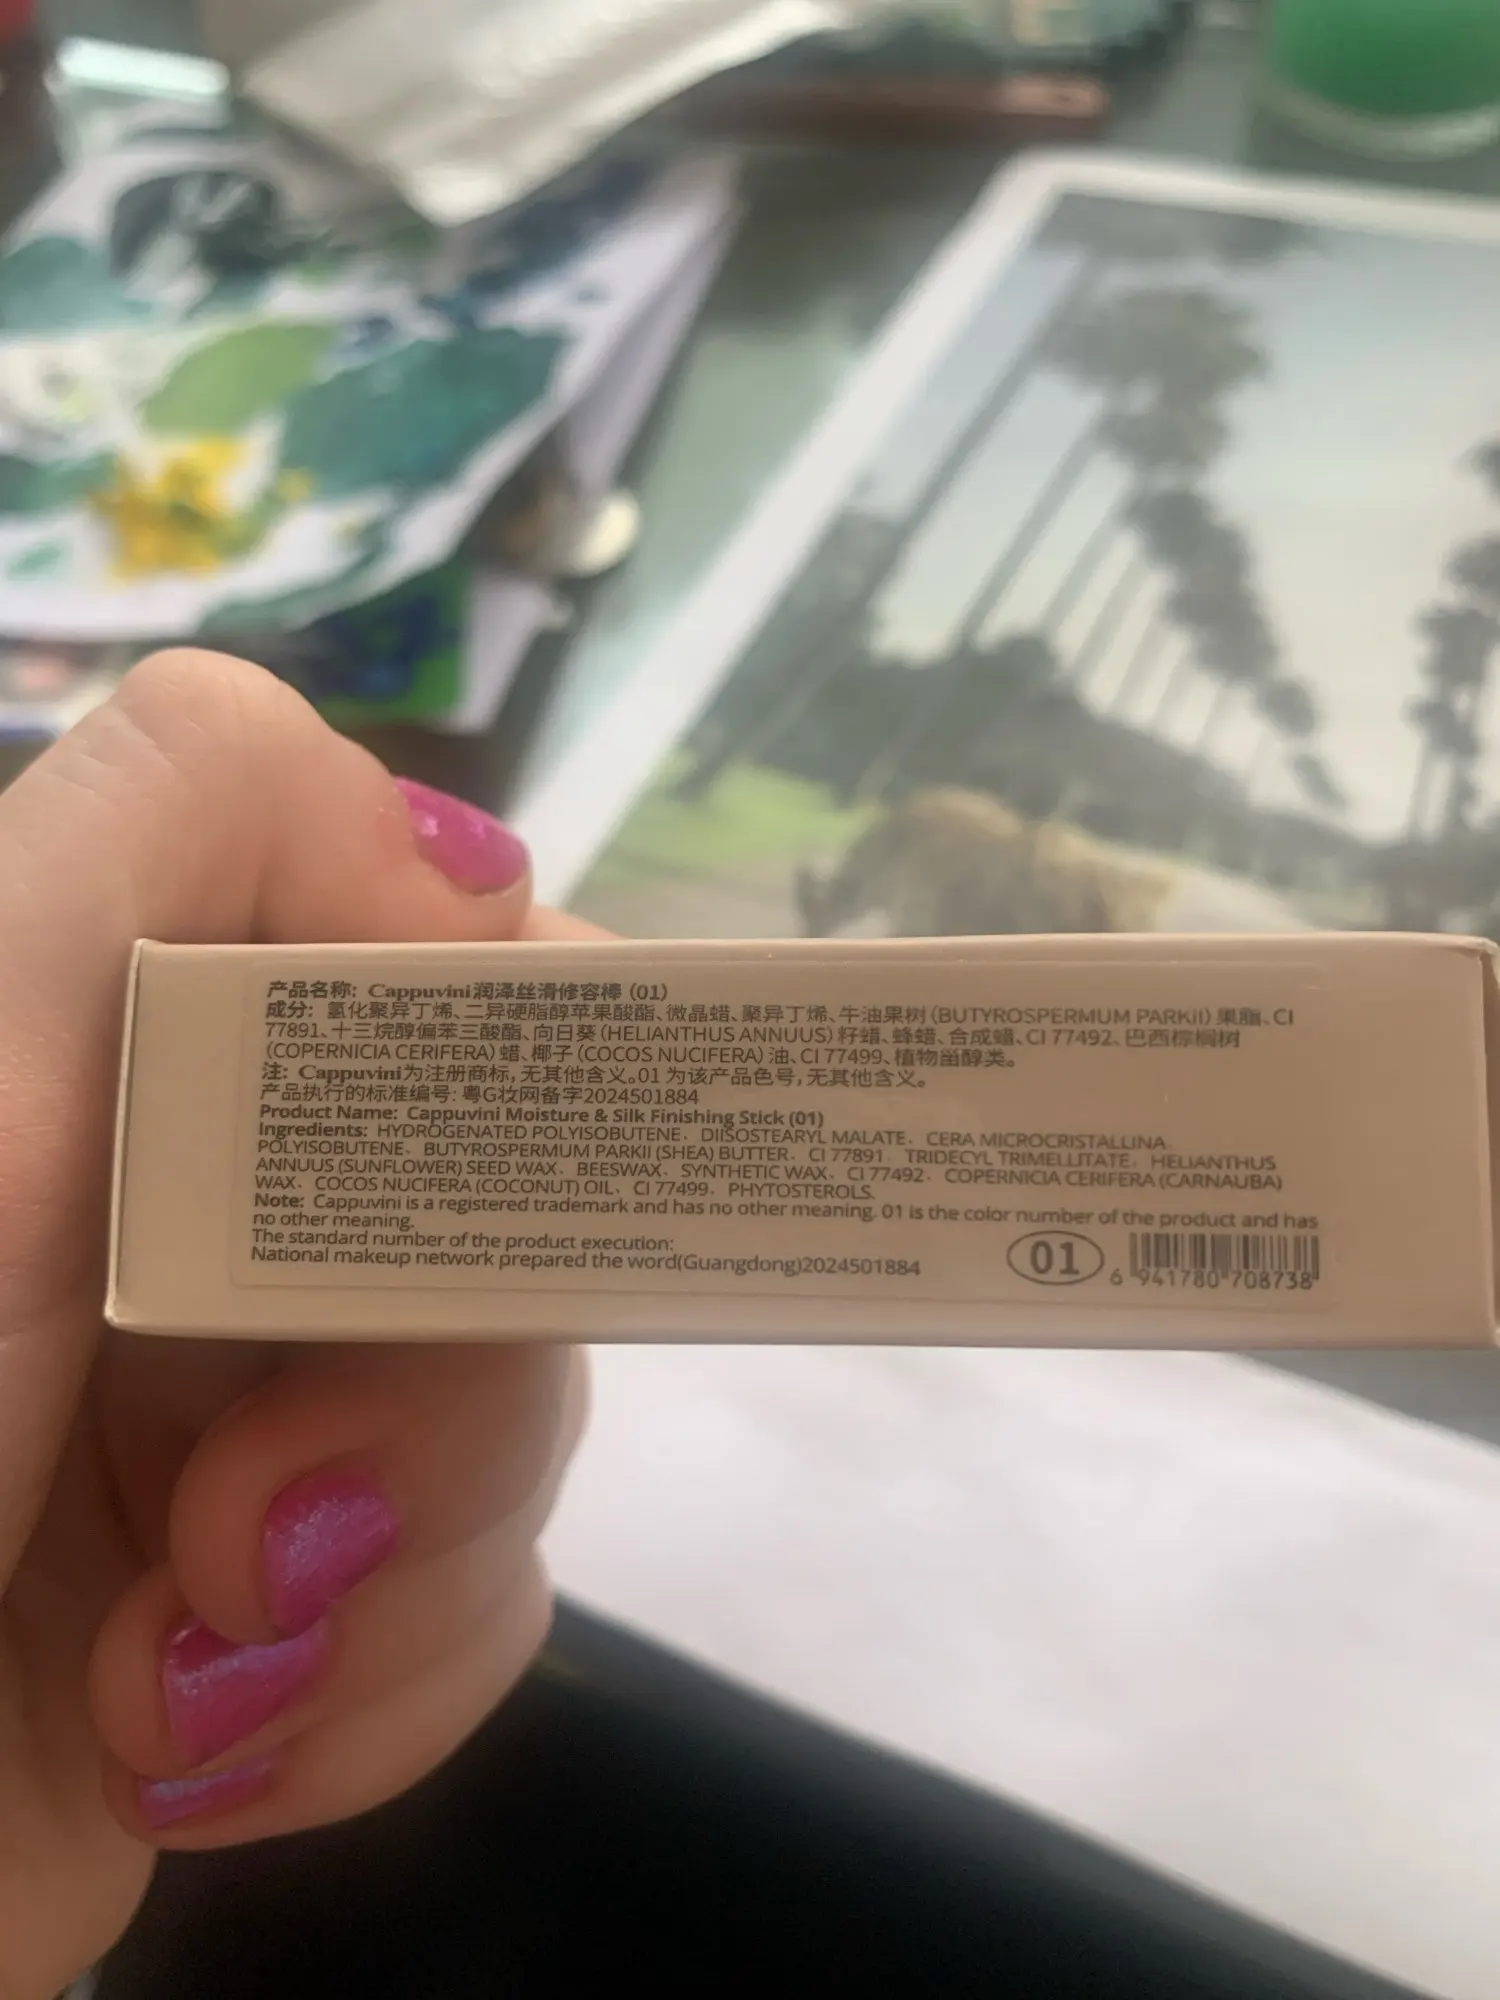 产品名称: Cappuvini润泽丝滑修容棒 (01)
成分: 氢化聚异丁烯、二异硬脂醇苹果酸酯、微晶蜡、聚异丁烯、牛油果树(BUTYROSPERMUM PARKII)果脂、CI
77891、十三烷醇偏苯三酸酯、向日葵(HELIANTHUS ANNUUS)籽蜡、蜂蜡、合成蜡、CI 77492、巴西棕榈树
(COPERNICIA CERIFERA)蜡、椰子(COCOS NUCIFERA)油、CI 77499、植物甾醇类。
注: Cappuvini为注册商标,无其他含义。01 为该产品色号,无其他含义。
产品执行的标准编号: 粤G妆网备字2024501884
Product Name: Cappuvini Moisture & Silk Finishing Stick (01)
Ingredients: HYDROGENATED POLYISOBUTENE、DIISOSTEARYL MALATE、CERA MICROCRISTALLINA
POLYISOBUTENE、BUTYROSPERMUM PARKII (SHEA) BUTTER、CI 77891、TRIDECYL TRIMELLITATE、HELIANTHUS
ANNUUS (SUNFLOWER) SEED WAX、BEESWAX、SYNTHETIC WAX、CI 77492、COPERNICIA CERIFERA (CARNAUBA)
WAX、COCOS NUCIFERA (COCONUT) OIL、CI 77499、PHYTOSTEROLS.
Note: Cappuvini is a registered trademark and has no other meaning. 01 is the color number of the product and has
no other meaning.
The standard number of the product execution:
National makeup network prepared the word(Guangdong)2024501884
01
6 941780 708738